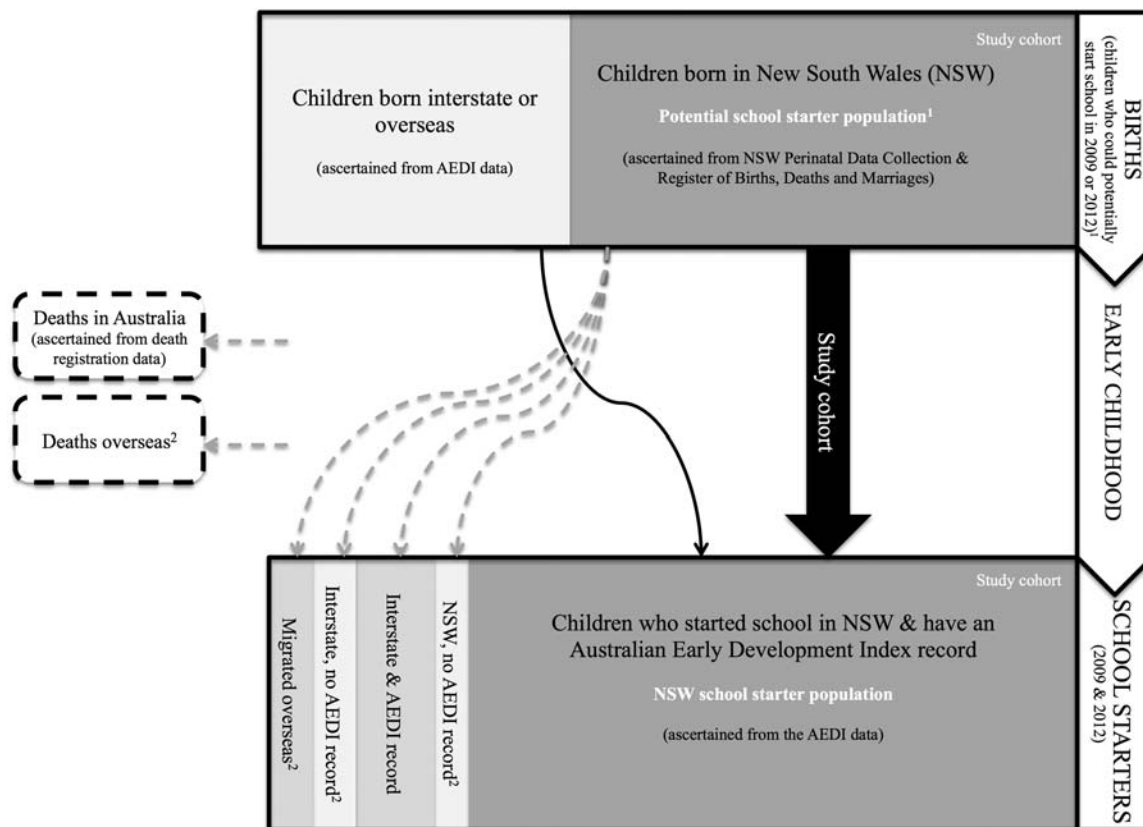 Study cohort
Children born in New South Wales (NSW)
Potential school starter population¹
(ascertained from NSW Perinatal Data Collection &
Register of Births, Deaths and Marriages)
Children born interstate or
overseas
(ascertained from AEDI data)
BIRTHS
(children who could potentially
start school in 2009 or 2012)¹
Deaths in Australia
(ascertained from death
registration data)
Deaths overseas²
Study cohort
EARLY CHILDHOOD
Migrated overseas²
Interstate, no AEDI record²
Interstate & AEDI record
NSW, no AEDI record²
Study cohort
Children who started school in NSW & have an
Australian Early Development Index record
NSW school starter population
(ascertained from the AEDI data)
SCHOOL STARTERS
(2009 & 2012)